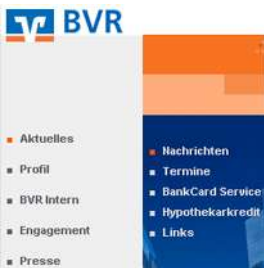 BVR
Aktuelles
Profil
BVR Intern
Engagement
Presse
Nachrichten
Termine
BankCard Service
Hypothekarkredit
Links